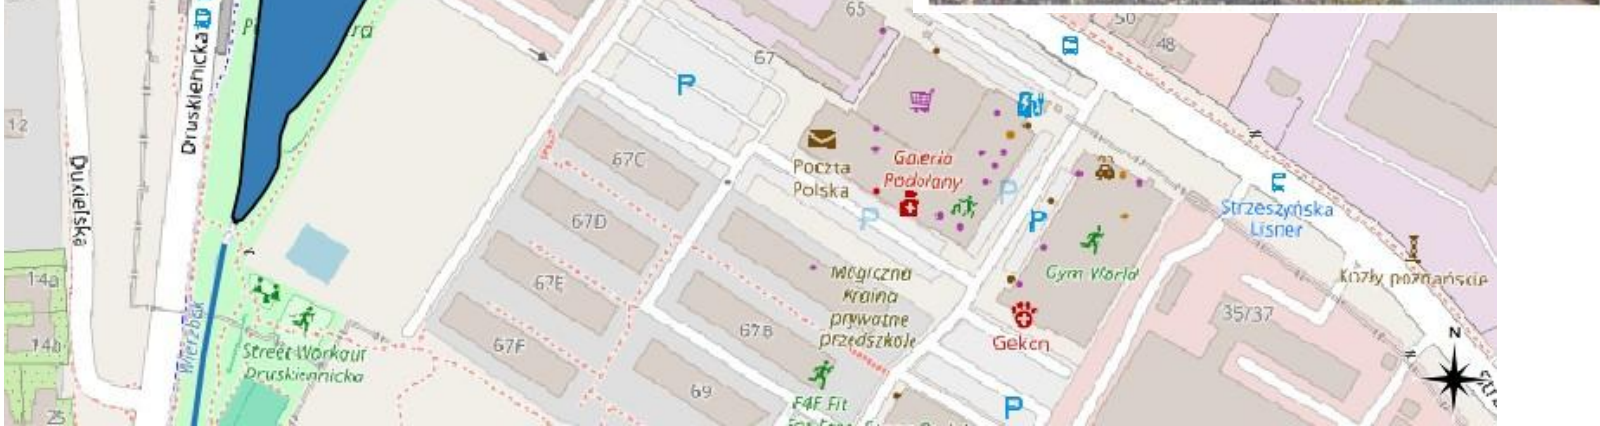 65
50
48
67
P
Druskienicka
12
67C
Poczta
Polska
Galeria
Podolany
P
P
P
Dukielska
67D
Strzeszyńska
Lisner
Gym World
Kozły poznańskie
14a
67E
Magiczna
Kraina
prywatne
przedszkole
35/37
Wierzbak
67B
Gekon
N
14b
67F
Street Workout
Druskiennicka
69
F4F Fit
P
25